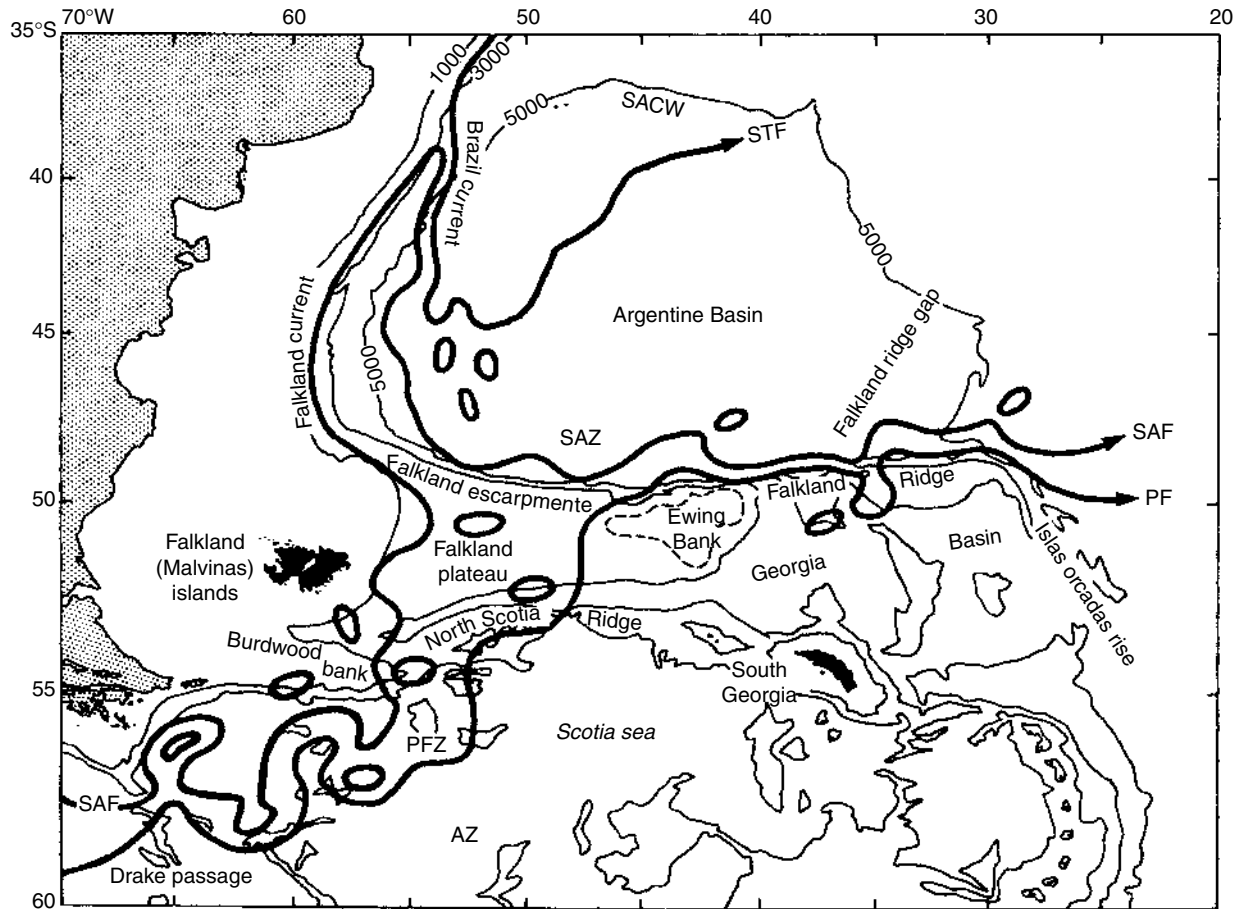 70°W 60 50 40 30 20
35°S
40
45
50
55
60
1000
3000
5000
SACW
STF
Brazil current
5000
Falkland current
5000
Argentine Basin
Falkland ridge gap
SAZ
SAF
Falkland escarpmente
PF
Falkland
Ridge
Ewing
Bank
Falkland
(Malvinas)
islands
Falkland
plateau
Georgia
Basin
Islas orcadas rise
North Scotia
Ridge
Burdwood
bank
South
Georgia
PFZ
Scotia sea
SAF
AZ
Drake passage